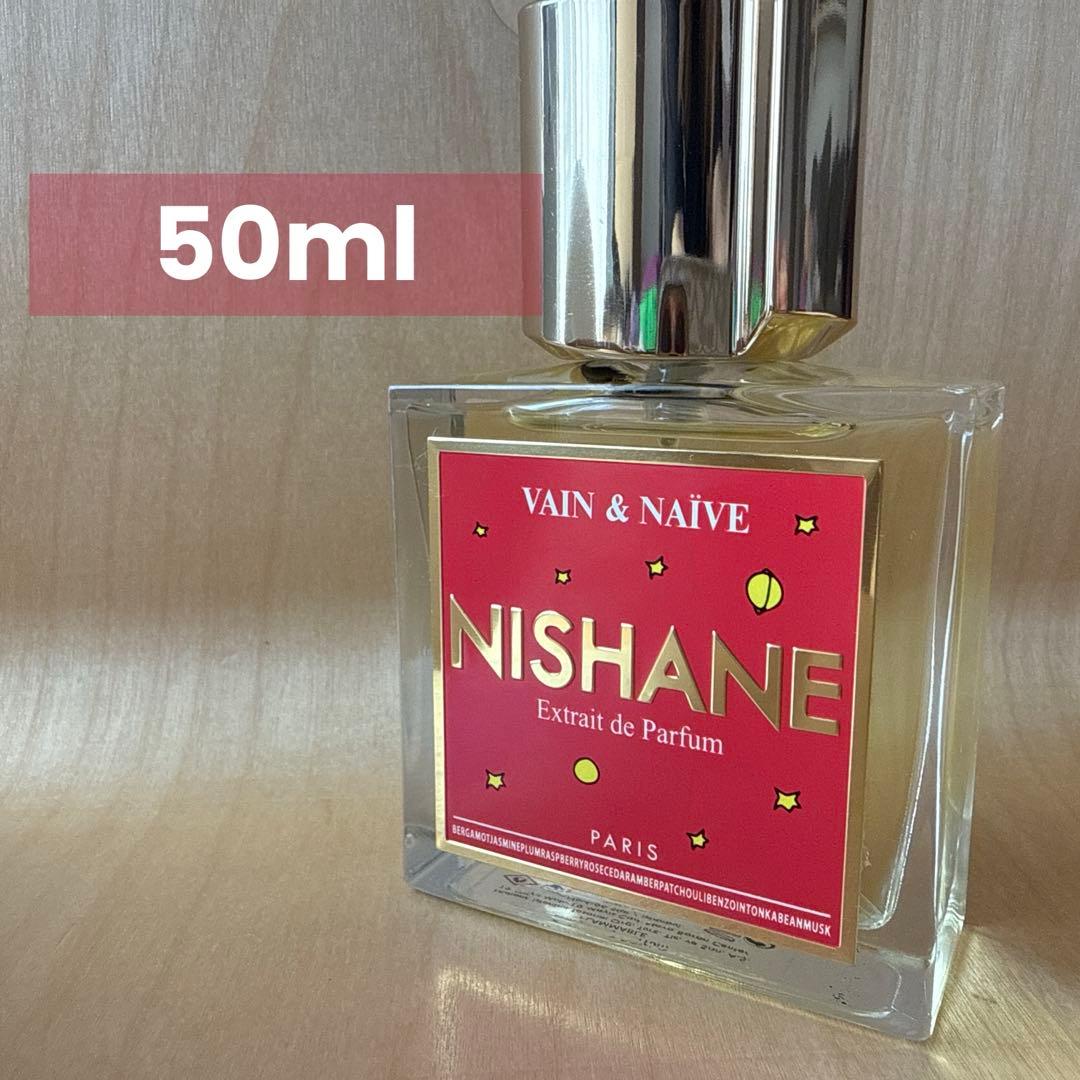 50ml
VAIN & NAÏVE
NISHANE
Extrait de Parfum
PARIS
BERGAMOTJASMINEPLUMRASPBERRYROSECEDARAMBERPATCHOULIBENZOINTONKABEANMUSK